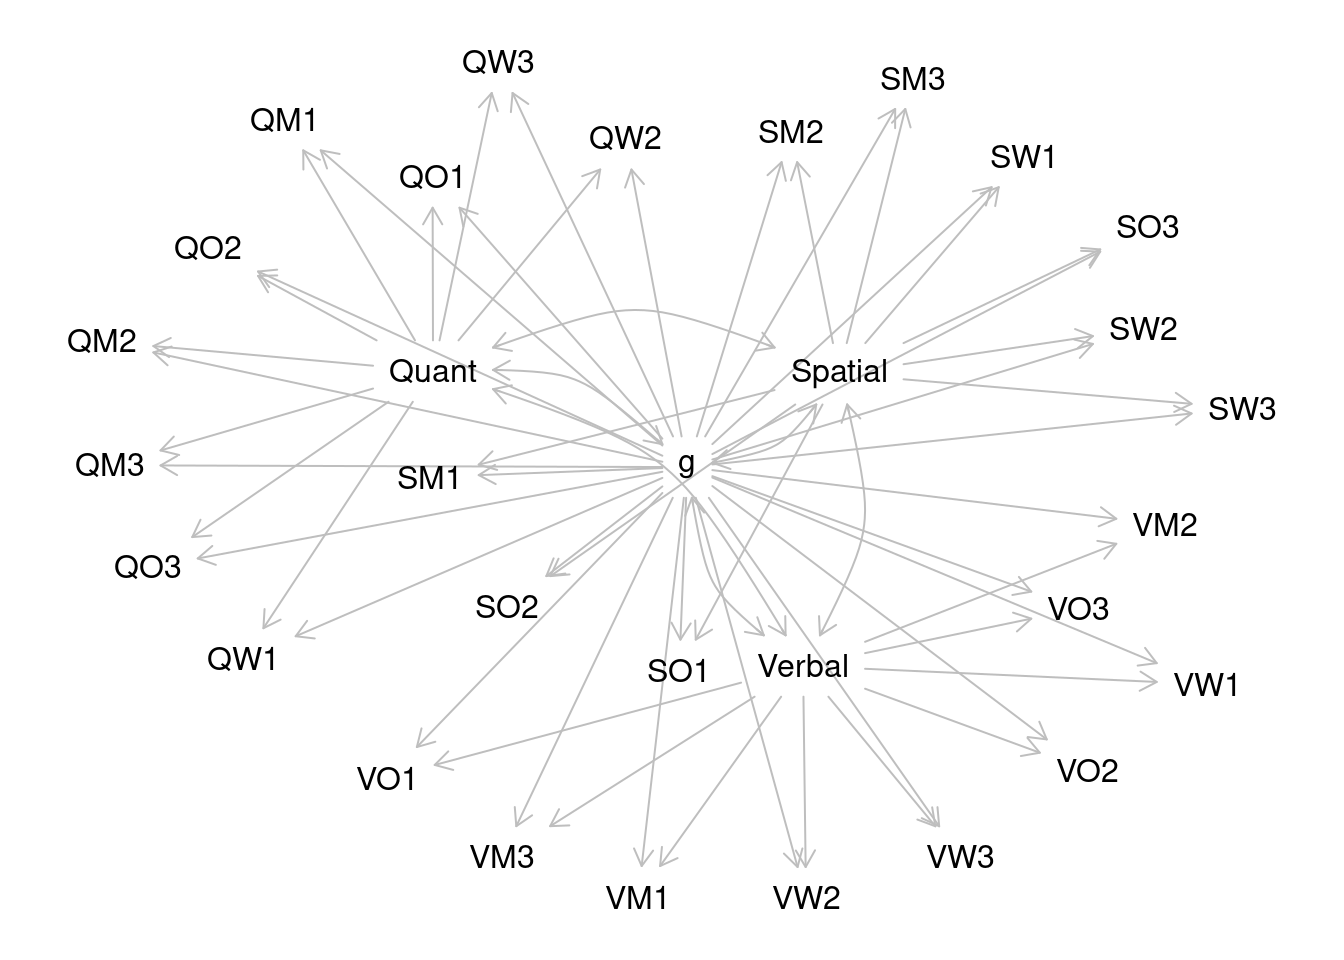 QW3
SM3
QM1
SM2
QW2
SW1
QO1
SO3
QO2
SW2
QM2
Quant
Spatial
SW3
g
QM3
SM1
VM2
QO3
SO2
VO3
QW1
Verbal
SO1
VW1
VO2
VO1
VM3
VW3
VM1
VW2